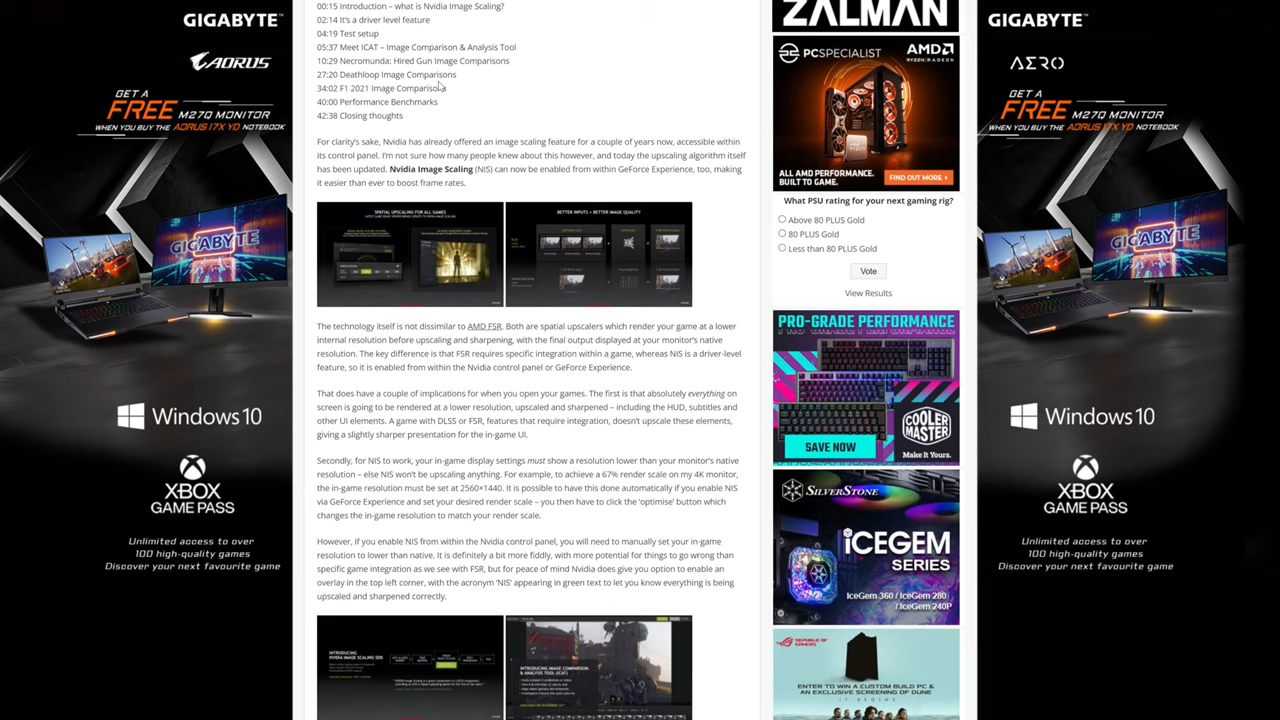 GIGABYTE
AORUS
GET A
FREE M27Q MONITOR
WHEN YOU BUY THE AORUS 17X YD NOTEBOOK
GIGABYTE
Windows 10
XBOX
GAME PASS
Unlimited access to over
100 high-quality games
Discover your next favourite game
00:15 Introduction – what is Nvidia Image Scaling?
02:14 It's a driver level feature
04:19 Test setup
05:37 Meet ICAT – Image Comparison & Analysis Tool
10:29 Necromunda: Hired Gun Image Comparisons
27:20 Deathloop Image Comparisons
34:02 F1 2021 Image Comparisons
40:00 Performance Benchmarks
42:38 Closing thoughts
For clarity's sake, Nvidia has already offered an image scaling feature for a couple of years now, accessible within
its control panel. I'm not sure how many people knew about this however, and today the upscaling algorithm itself
has been updated. Nvidia Image Scaling (NIS) can now be enabled from within GeForce Experience, too, making
it easier than ever to boost frame rates.
SPATIAL UPSCALING FOR ALL GAMES
BETTER INPUTS = BETTER IMAGE QUALITY
The technology itself is not dissimilar to AMD FSR. Both are spatial upscalers which render your game at a lower
internal resolution before upscaling and sharpening, with the final output displayed at your monitor's native
resolution. The key difference is that FSR requires specific integration within a game, whereas NIS is a driver-level
feature, so it is enabled from within the Nvidia control panel or GeForce Experience.
That does have a couple of implications for when you open your games. The first is that absolutely everything on
screen is going to be rendered at a lower resolution, upscaled and sharpened – including the HUD, subtitles and
other UI elements. A game with DLSS or FSR, features that require integration, doesn't upscale these elements,
giving a slightly sharper presentation for the in-game UI.
Secondly, for NIS to work, your in-game display settings must show a resolution lower than your monitor's native
resolution – else NIS won't be upscaling anything. For example, to achieve a 67% render scale on my 4K monitor,
the in-game resolution must be set at 2560×1440. It is possible to have this done automatically if you enable NIS
via GeForce Experience and set your desired render scale – you then have to click the 'optimise' button which
changes the in-game resolution to match your render scale.
However, if you enable NIS from within the Nvidia control panel, you will need to manually set your in-game
resolution to lower than native. It is definitely a bit more fiddly, with more potential for things to go wrong than
specific game integration as we see with FSR, but for peace of mind Nvidia does give you option to enable an
overlay in the top left corner, with the acronym 'NIS' appearing in green text to let you know everything is being
upscaled and sharpened correctly.
INTRODUCING
NVIDIA IMAGE SCALING SDK
INTRODUCING IMAGE COMPARISON
& ANALYSIS TOOL (ICAT)
ZALMAN
PCSPECIALIST
AMD
RYZEN RADEON
ALL AMD PERFORMANCE.
BUILT TO GAME.
FIND OUT MORE
What PSU rating for your next gaming rig?
Above 80 PLUS Gold
80 PLUS Gold
Less than 80 PLUS Gold
Vote
View Results
PRO-GRADE PERFORMANCE
SAVE NOW
COOLER
MASTER
Make It Yours.
SILVERSTONE
ICEGEM
SERIES
IceGem 360 / IceGem 280
/ IceGem 240P
REPUBLIC OF
GAMERS
ENTER TO WIN A CUSTOM BUILD PC &
AN EXCLUSIVE SCREENING OF DUNE
IT BEGINS
GIGABYTE
AERO
GET A
FREE M27Q MONITOR
WHEN YOU BUY THE AORUS 17X YD NOTEBOOK
GIGABYTE
Windows 10
XBOX
GAME PASS
Unlimited access to over
100 high-quality games
Discover your next favourite game